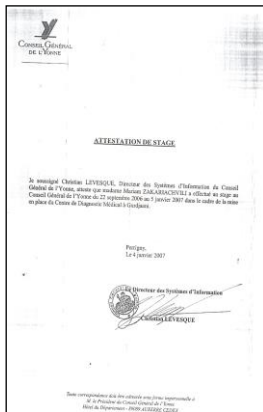 CONSEIL GÉNÉRAL
DE L'YONNE
ATTESTATION DE STAGE
Je soussigné Christian LEVESQUE, Directeur des Systèmes d'Information du Conseil
Général de l'Yonne, atteste que madame Mariam ZAKARIACEVILI a effectué un stage au
Conseil Général de l'Yonne du 22 septembre 2006 au 5 janvier 2007 dans le cadre de la mise
en place du Centre de Diagnostic Médical à Gurdjanni.
Perrigny,
Le 4 janvier 2007
Le Directeur des Systèmes d'Information
Christian LEVESQUE
Toute correspondance doit être adressée sous forme impersonnelle à
M. le Président du Conseil Général de l'Yonne
Hôtel du Département - 89089 AUXERRE CEDEX